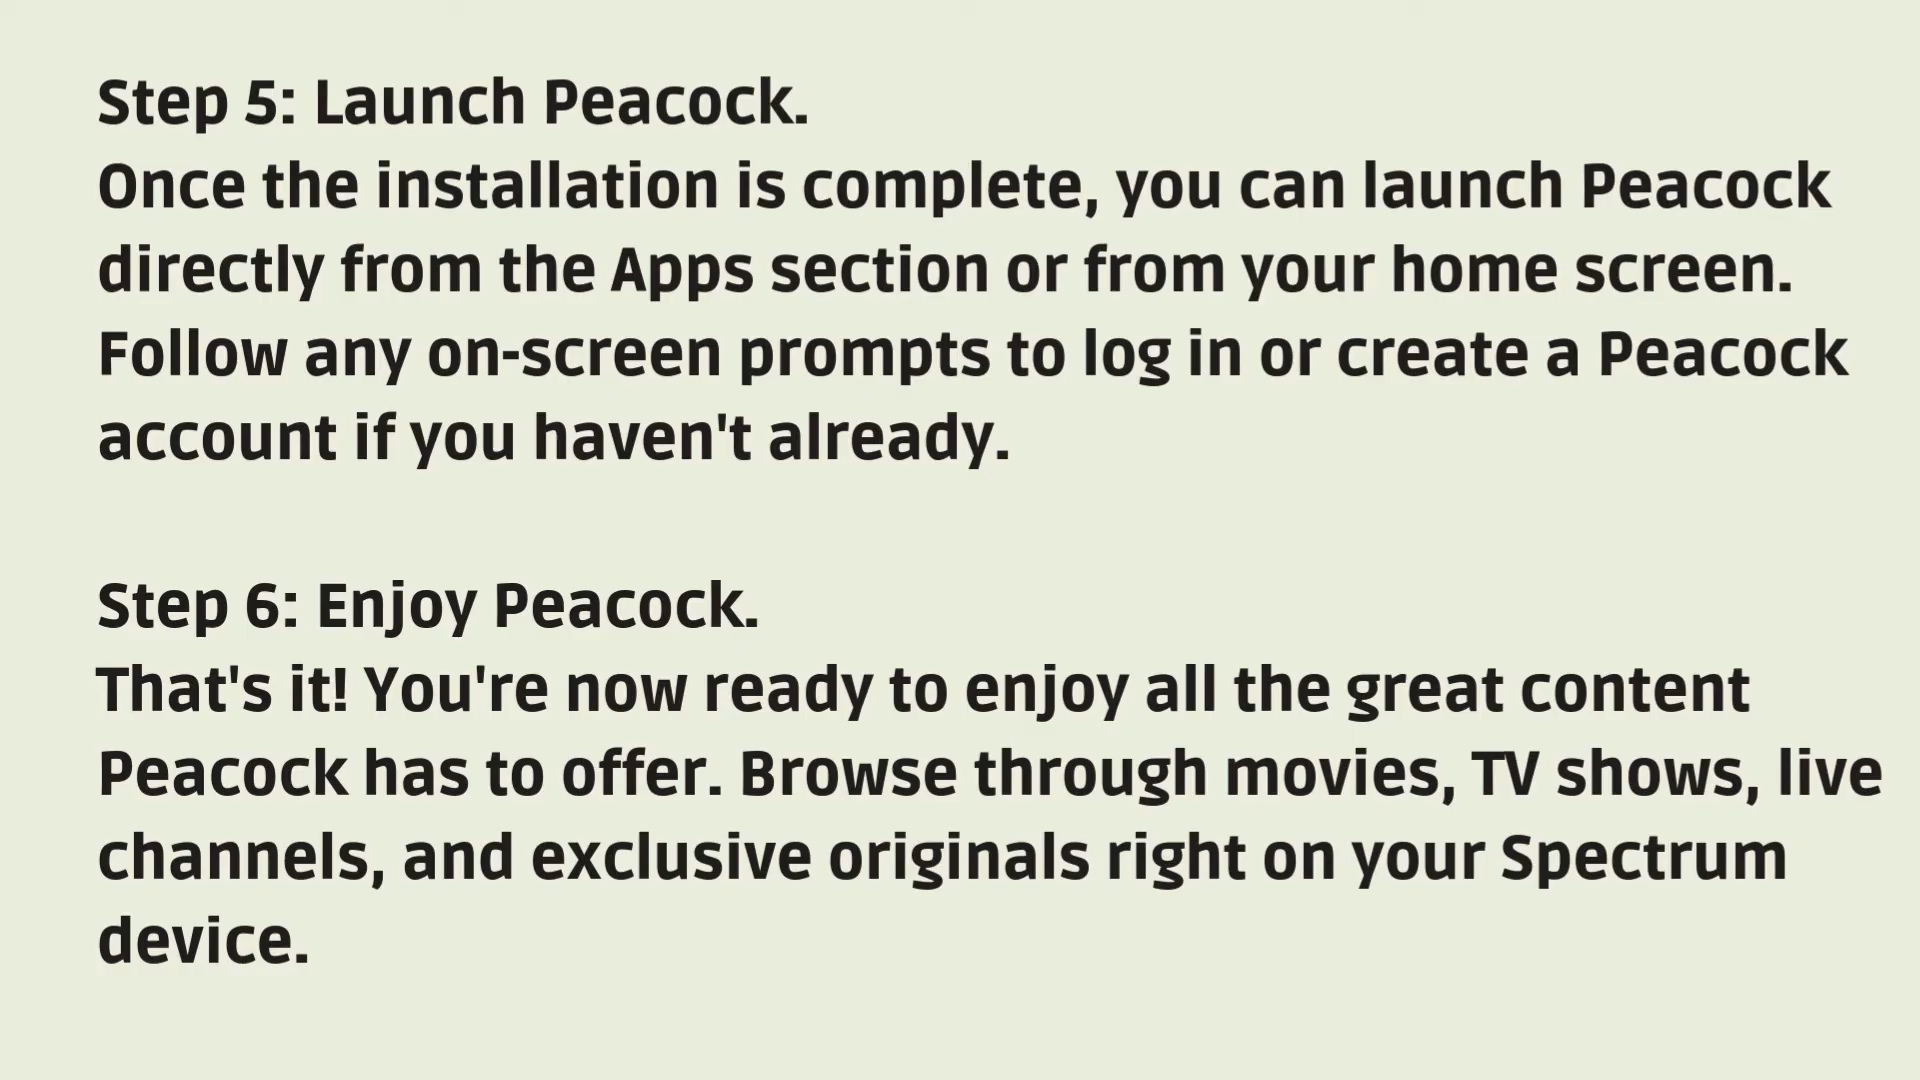 Step 5: Launch Peacock.
Once the installation is complete, you can launch Peacock
directly from the Apps section or from your home screen.
Follow any on-screen prompts to log in or create a Peacock
account if you haven't already.
Step 6: Enjoy Peacock.
That's it! You're now ready to enjoy all the great content
Peacock has to offer. Browse through movies, TV shows, live
channels, and exclusive originals right on your Spectrum
device.